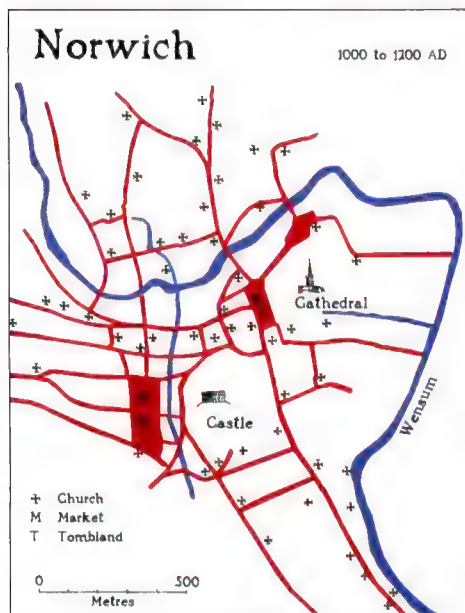 Norwich
1000 to 1200 AD
Cathedral
Castle
Wensum
+ Church
M Market
T Tombland
0 500
Metres